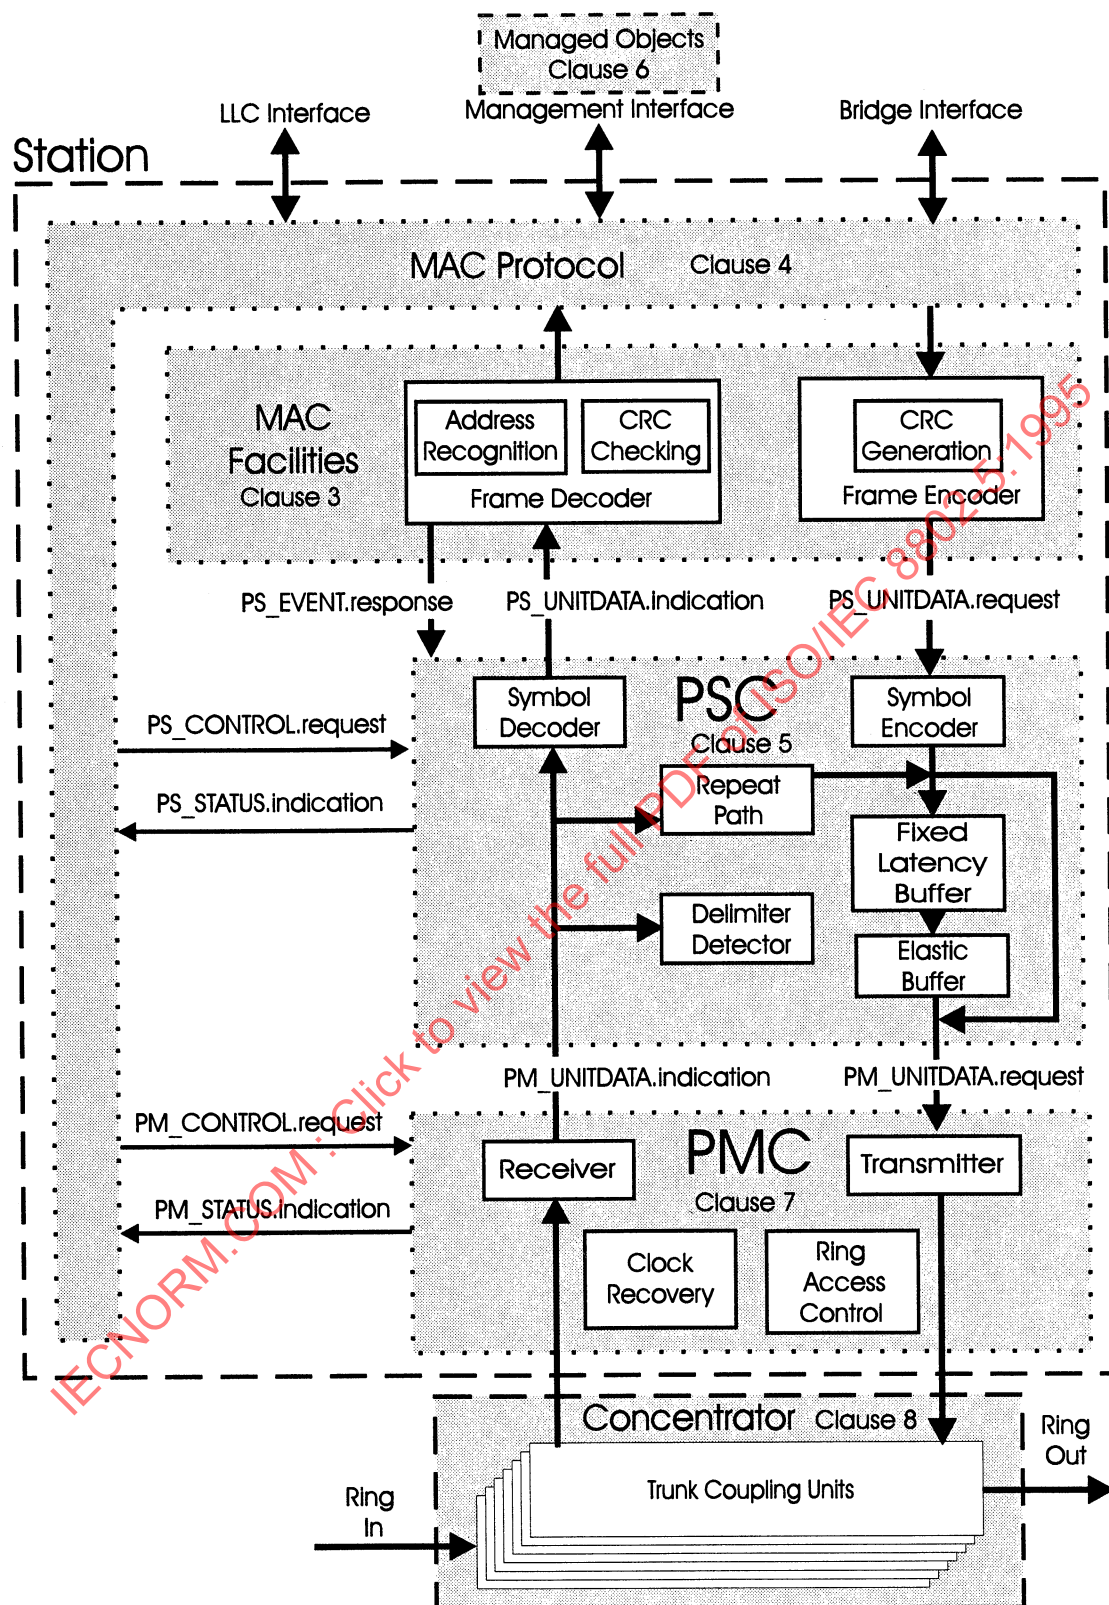 Managed Objects
Clause 6
LLC Interface
Management Interface
Bridge Interface
Station
MAC Protocol Clause 4
MAC
Facilities
Clause 3
Address
Recognition
CRC
Checking
Frame Decoder
CRC
Generation
Frame Encoder
PS_EVENT.response
PS_UNITDATA.indication
PS_UNITDATA.request
PS_CONTROL.request
PS_STATUS.indication
Symbol
Decoder
PSC
Clause 5
Symbol
Encoder
Repeat
Path
Fixed
Latency
Buffer
Delimiter
Detector
Elastic
Buffer
PM_UNITDATA.indication
PM_UNITDATA.request
PM_CONTROL.request
PM_STATUS.indication
Receiver
PMC
Clause 7
Transmitter
Clock
Recovery
Ring
Access
Control
Concentrator Clause 8
Trunk Coupling Units
Ring
In
Ring
Out
IECNORM.COM : Click to view the full PDF of ISO/IEC 8802-5:1995